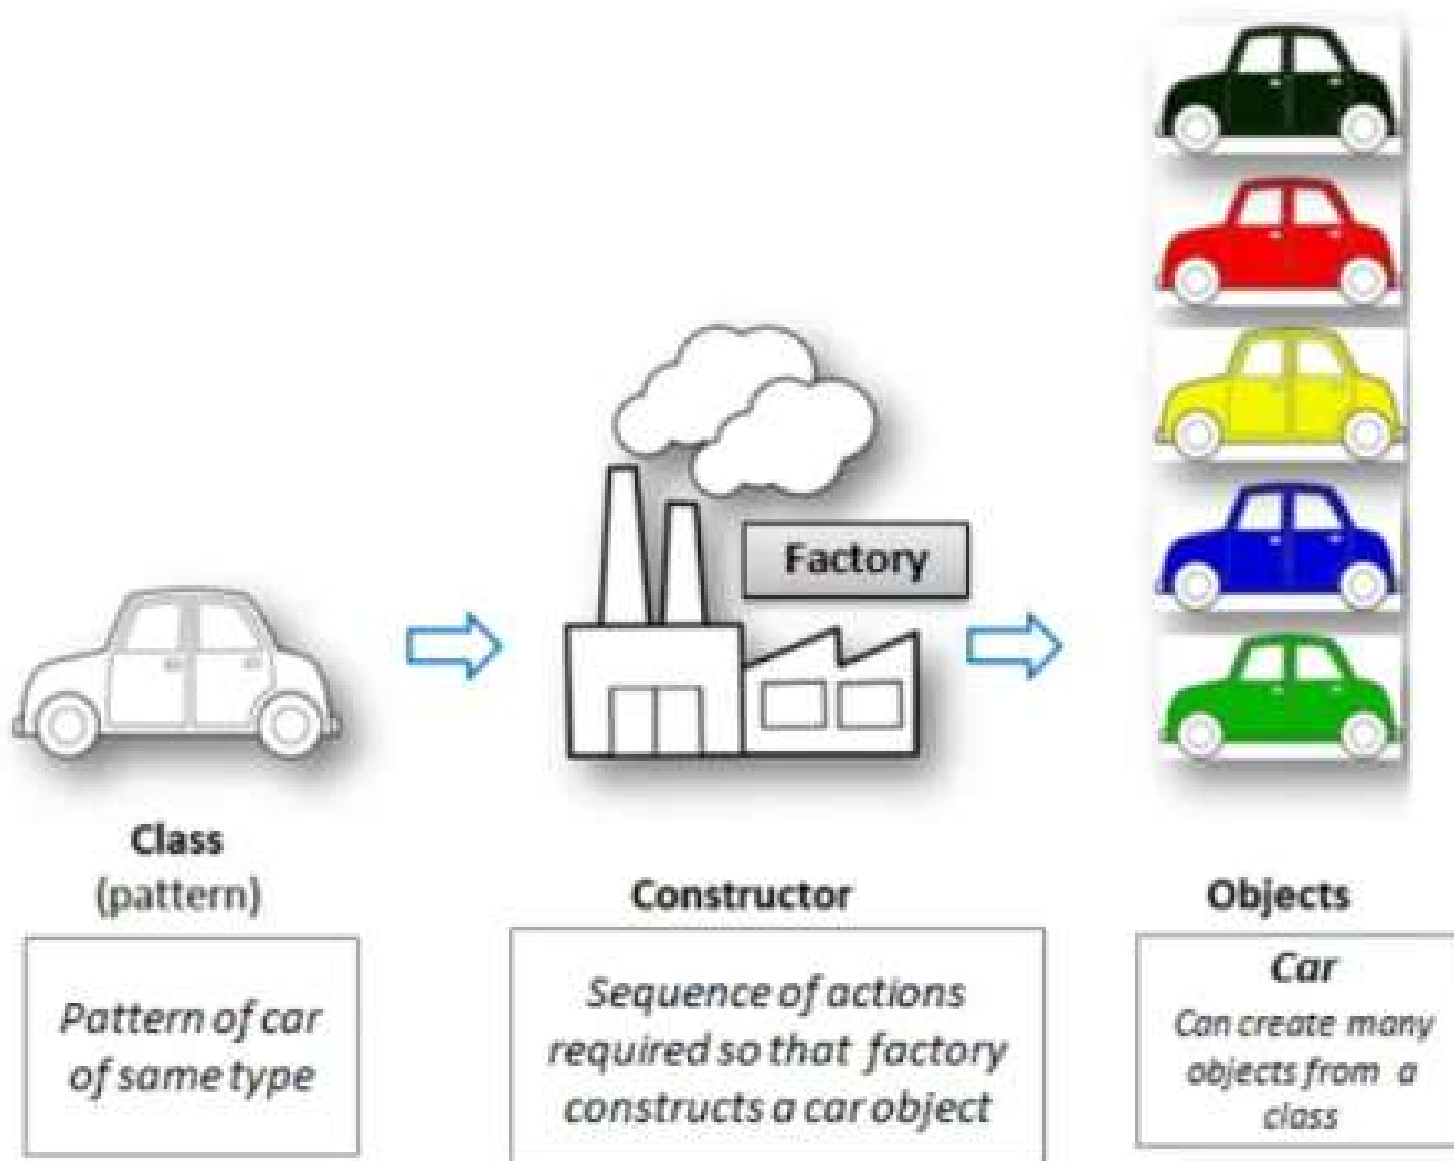 Factory
Class
(pattern)
Pattern of car
of same type
Constructor
Sequence of actions
required so that factory
constructs a car object
Objects
Car
Can create many
objects from a
class